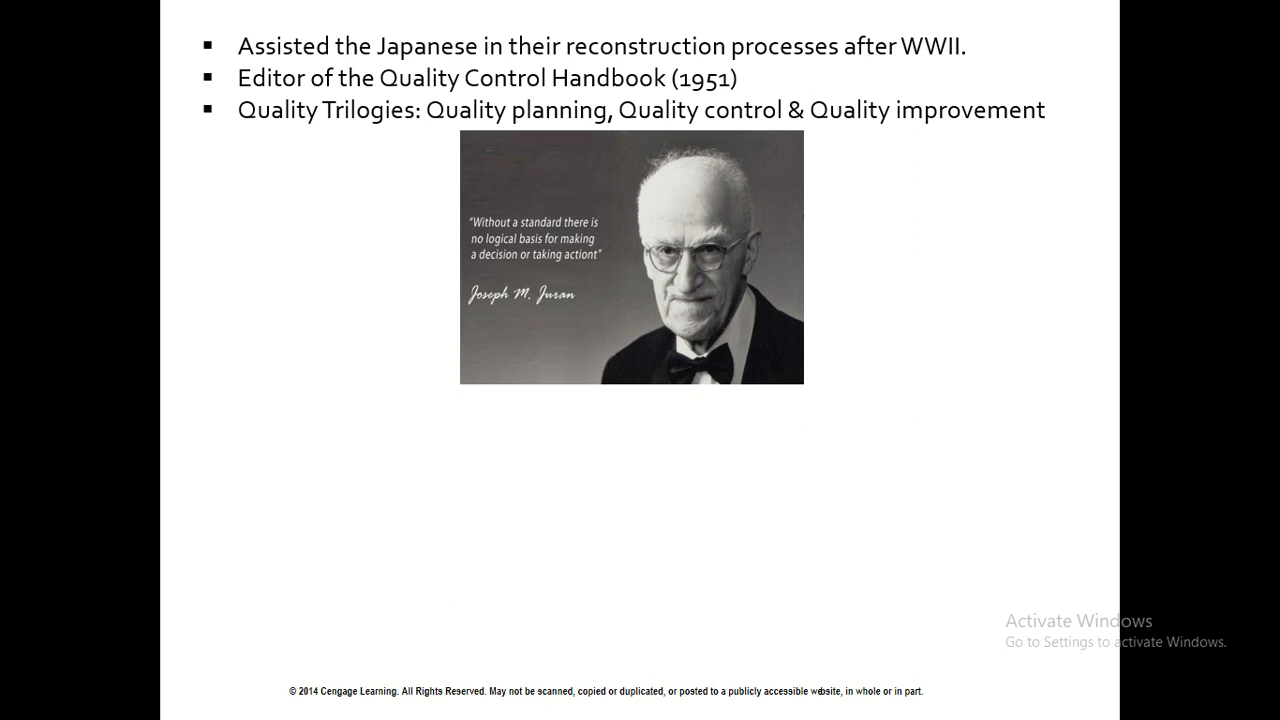 ▪ Assisted the Japanese in their reconstruction processes after WWII.
▪ Editor of the Quality Control Handbook (1951)
▪ Quality Trilogies: Quality planning, Quality control & Quality improvement
"Without a standard there is
no logical basis for making
a decision or taking actiont"
Joseph M. Juran
Activate Windows
Go to Settings to activate Windows.
© 2014 Cengage Learning. All Rights Reserved. May not be scanned, copied or duplicated, or posted to a publicly accessible website, in whole or in part.